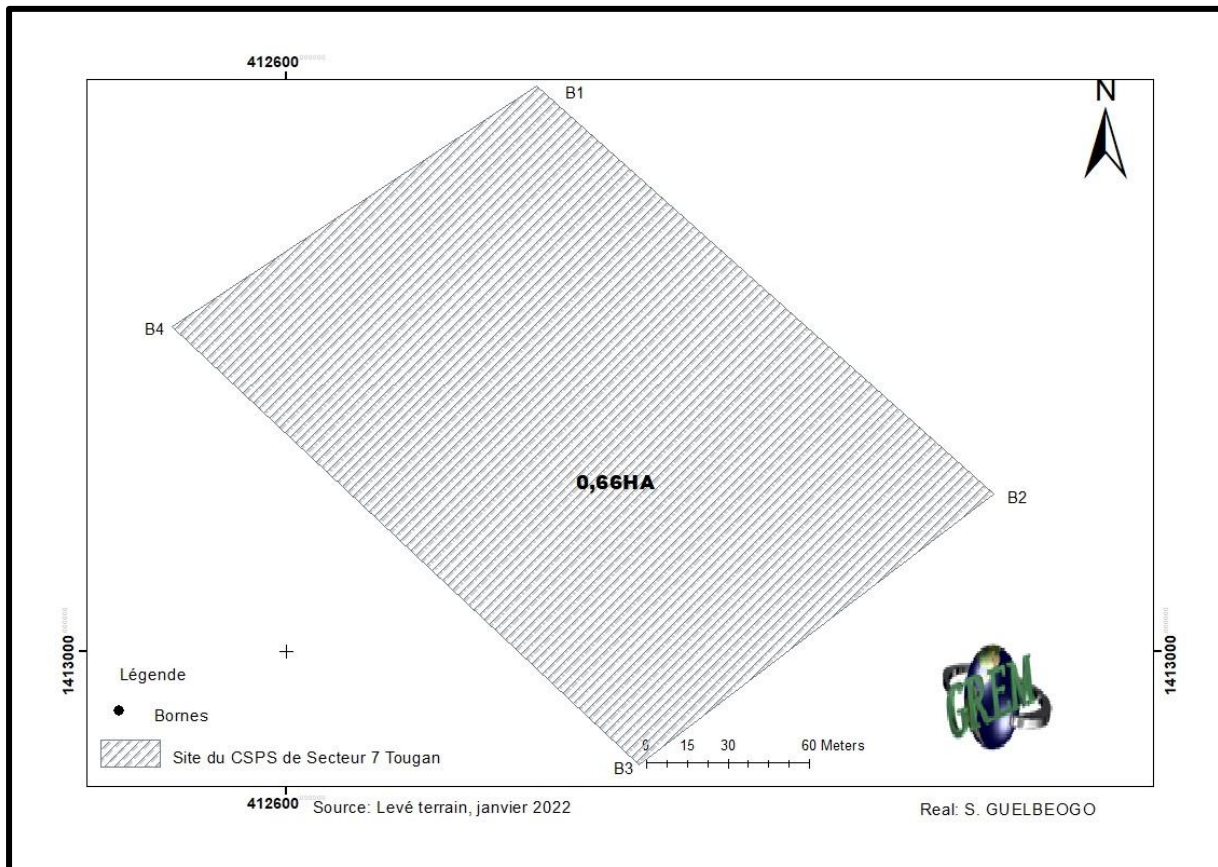 412600
B1
N
B4
0,66HA
B2
1413000
1413000
Légende
Bornes
Site du CSPS de Secteur 7 Tougan
GREM
0 15 30 60 Meters
B3
412600
Source: Levé terrain, janvier 2022
Real: S. GUELBEOGO